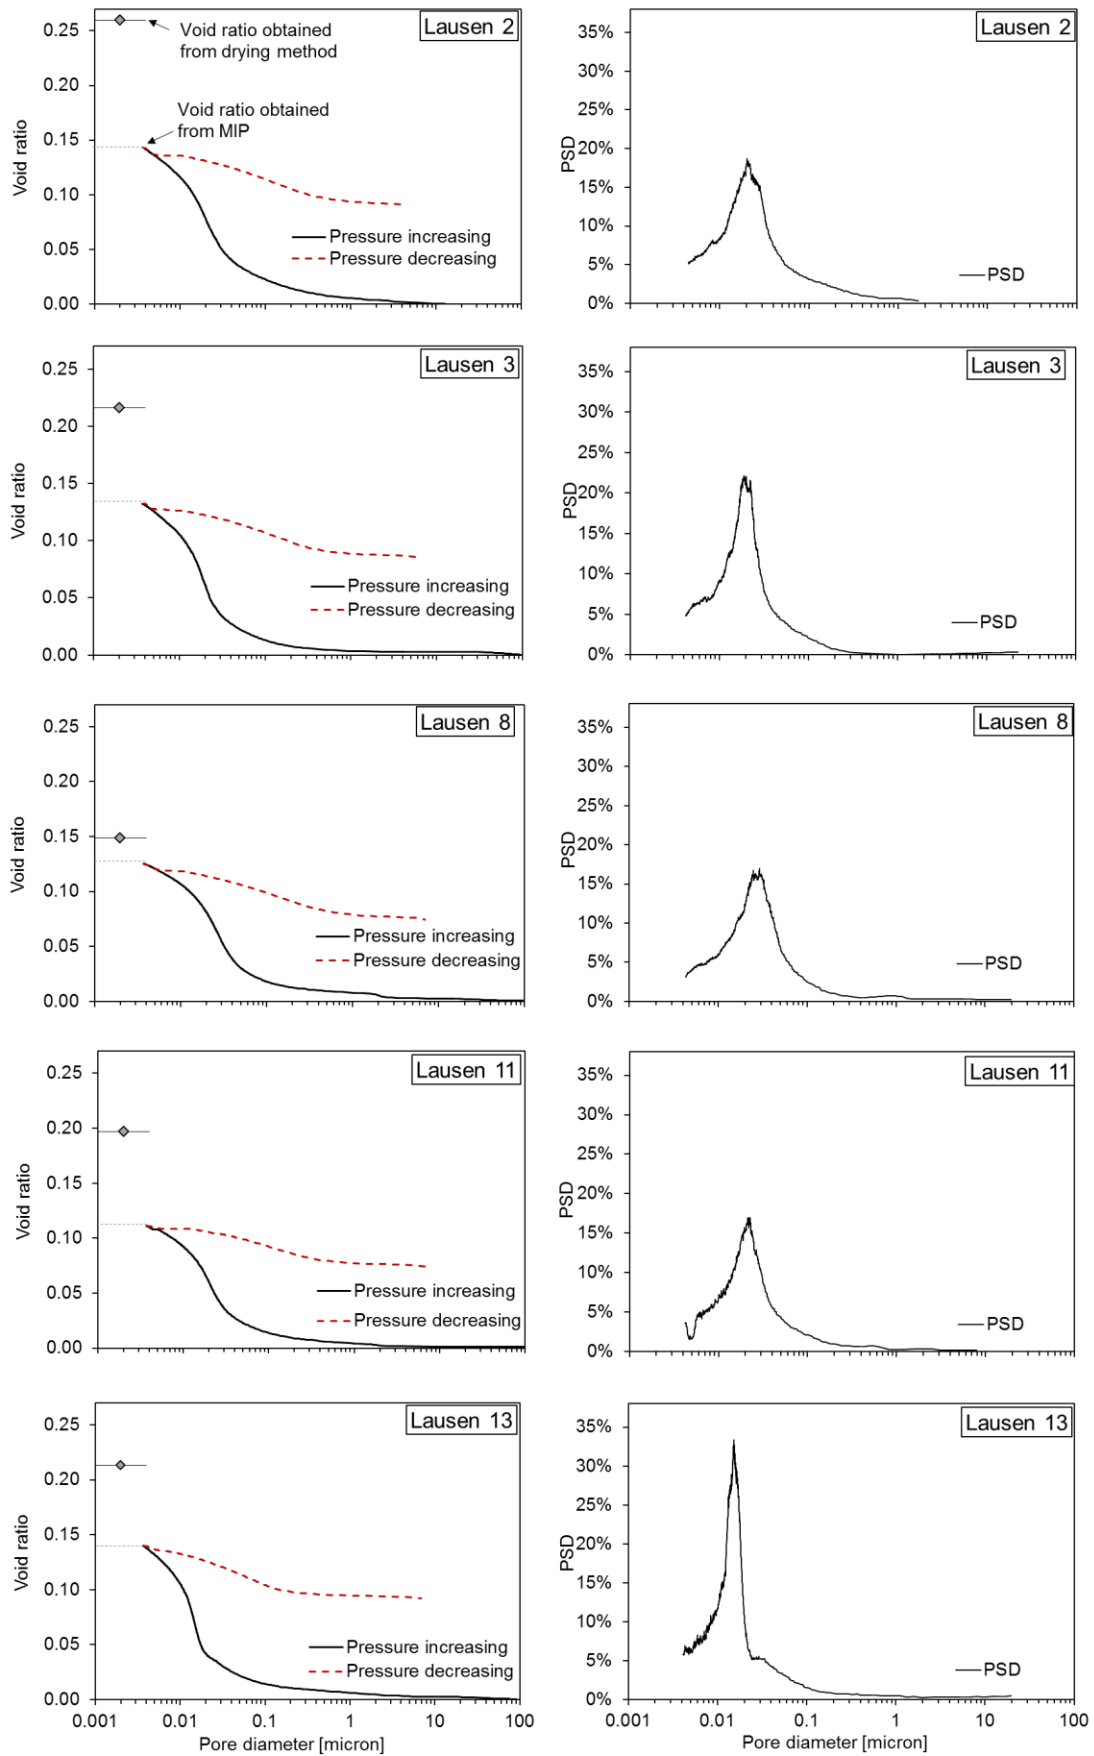 Lausen 2
0.25
0.20
0.15
0.10
0.05
0.00
Void ratio
Void ratio obtained
from drying method
Void ratio obtained
from MIP
Pressure increasing
Pressure decreasing
Lausen 2
35%
30%
25%
20%
15%
10%
5%
0%
PSD
PSD
Lausen 3
0.25
0.20
0.15
0.10
0.05
0.00
Void ratio
Pressure increasing
Pressure decreasing
Lausen 3
35%
30%
25%
20%
15%
10%
5%
0%
PSD
PSD
Lausen 8
0.25
0.20
0.15
0.10
0.05
0.00
Void ratio
Pressure increasing
Pressure decreasing
Lausen 8
35%
30%
25%
20%
15%
10%
5%
0%
PSD
PSD
Lausen 11
0.25
0.20
0.15
0.10
0.05
0.00
Void ratio
Pressure increasing
Pressure decreasing
Lausen 11
35%
30%
25%
20%
15%
10%
5%
0%
PSD
PSD
Lausen 13
0.25
0.20
0.15
0.10
0.05
0.00
Void ratio
Pressure increasing
Pressure decreasing
0.001 0.01 0.1 1 10 100
Pore diameter [micron]
Lausen 13
35%
30%
25%
20%
15%
10%
5%
0%
PSD
PSD
0.001 0.01 0.1 1 10 100
Pore diameter [micron]